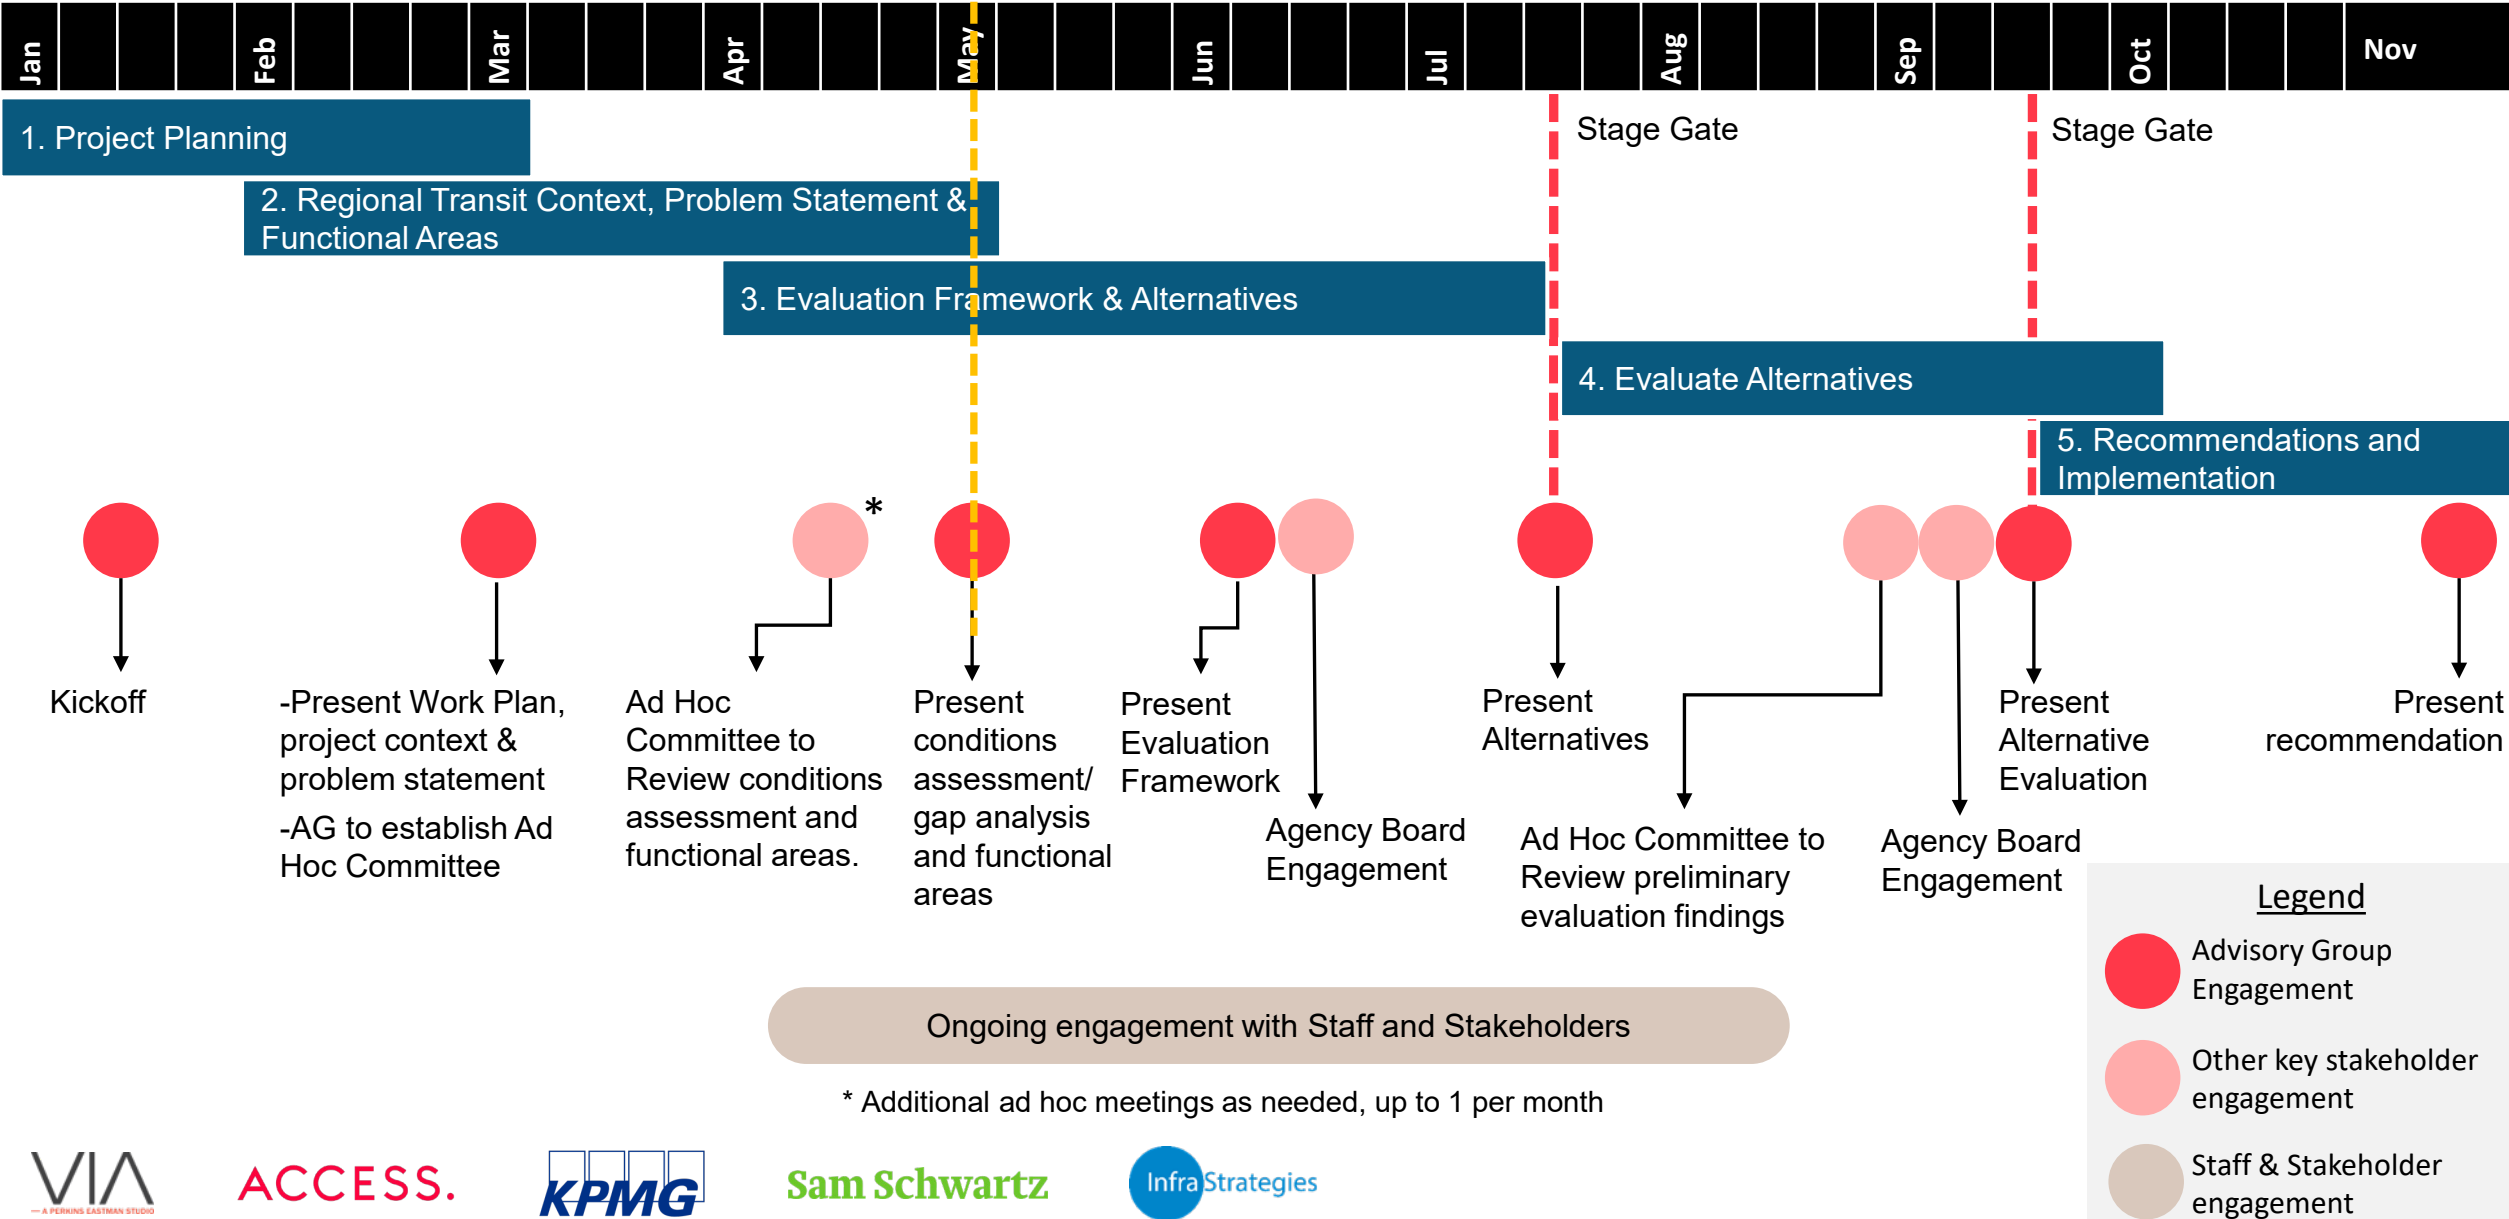 Jan
Feb
Mar
Apr
May
Jun
Jul
Aug
Sep
Oct
Nov
1. Project Planning
Stage Gate
Stage Gate
2. Regional Transit Context, Problem Statement &
Functional Areas
3. Evaluation Framework & Alternatives
4. Evaluate Alternatives
5. Recommendations and
Implementation
*
Kickoff
-Present Work Plan,
project context &
problem statement
-AG to establish Ad
Hoc Committee
Ad Hoc
Committee to
Review conditions
assessment and
functional areas.
Present
conditions
assessment/
gap analysis
and functional
areas
Present
Evaluation
Framework
Agency Board
Engagement
Present
Alternatives
Ad Hoc Committee to
Review preliminary
evaluation findings
Agency Board
Engagement
Present
Alternative
Evaluation
Present
recommendation
Legend
Advisory Group
Engagement
Other key stakeholder
engagement
Staff & Stakeholder
engagement
Ongoing engagement with Staff and Stakeholders
* Additional ad hoc meetings as needed, up to 1 per month
VIA
— A PERKINS EASTMAN STUDIO
ACCESS.
KPMG
Sam Schwartz
InfraStrategies